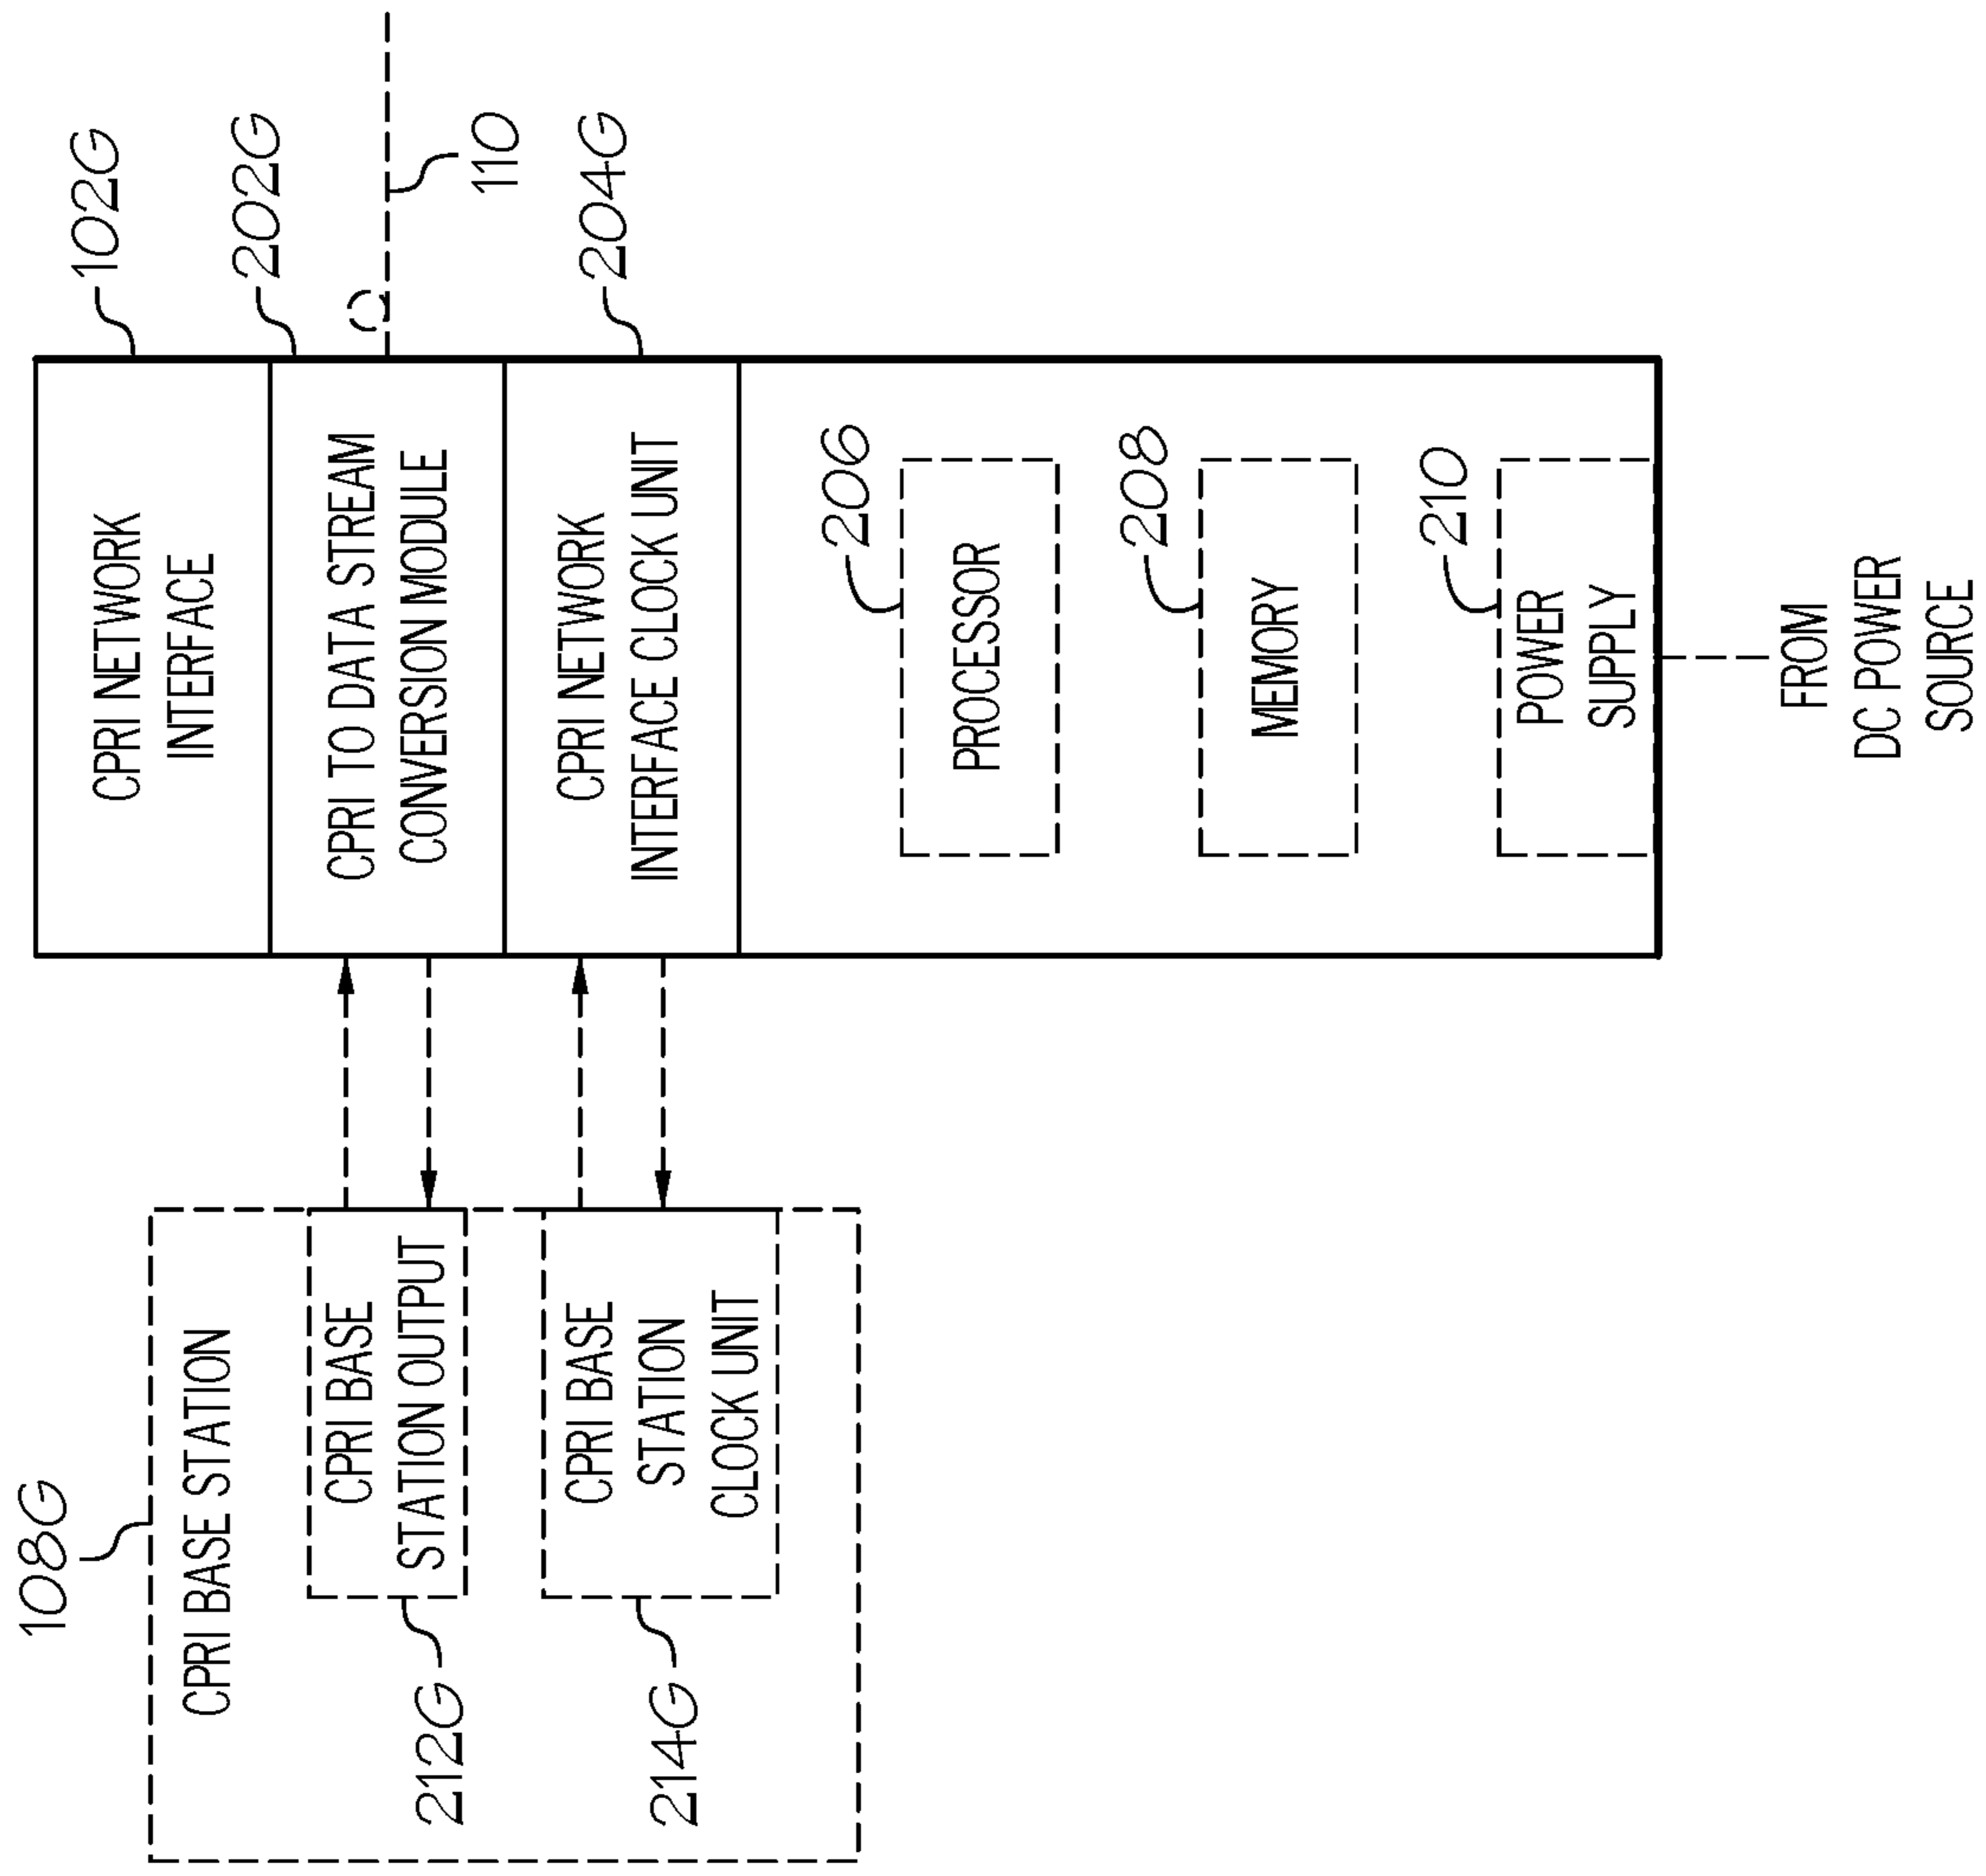 108G
CPRI BASE STATION
CPRI BASE
STATION OUTPUT
212G
CPRI BASE
STATION
CLOCK UNIT
214G
102G
CPRI NETWORK
INTERFACE
202G
CPRI TO DATA STREAM
CONVERSION MODULE
110
204G
CPRI NETWORK
INTERFACE CLOCK UNIT
206
PROCESSOR
208
MEMORY
210
POWER
SUPPLY
FROM
DC POWER
SOURCE